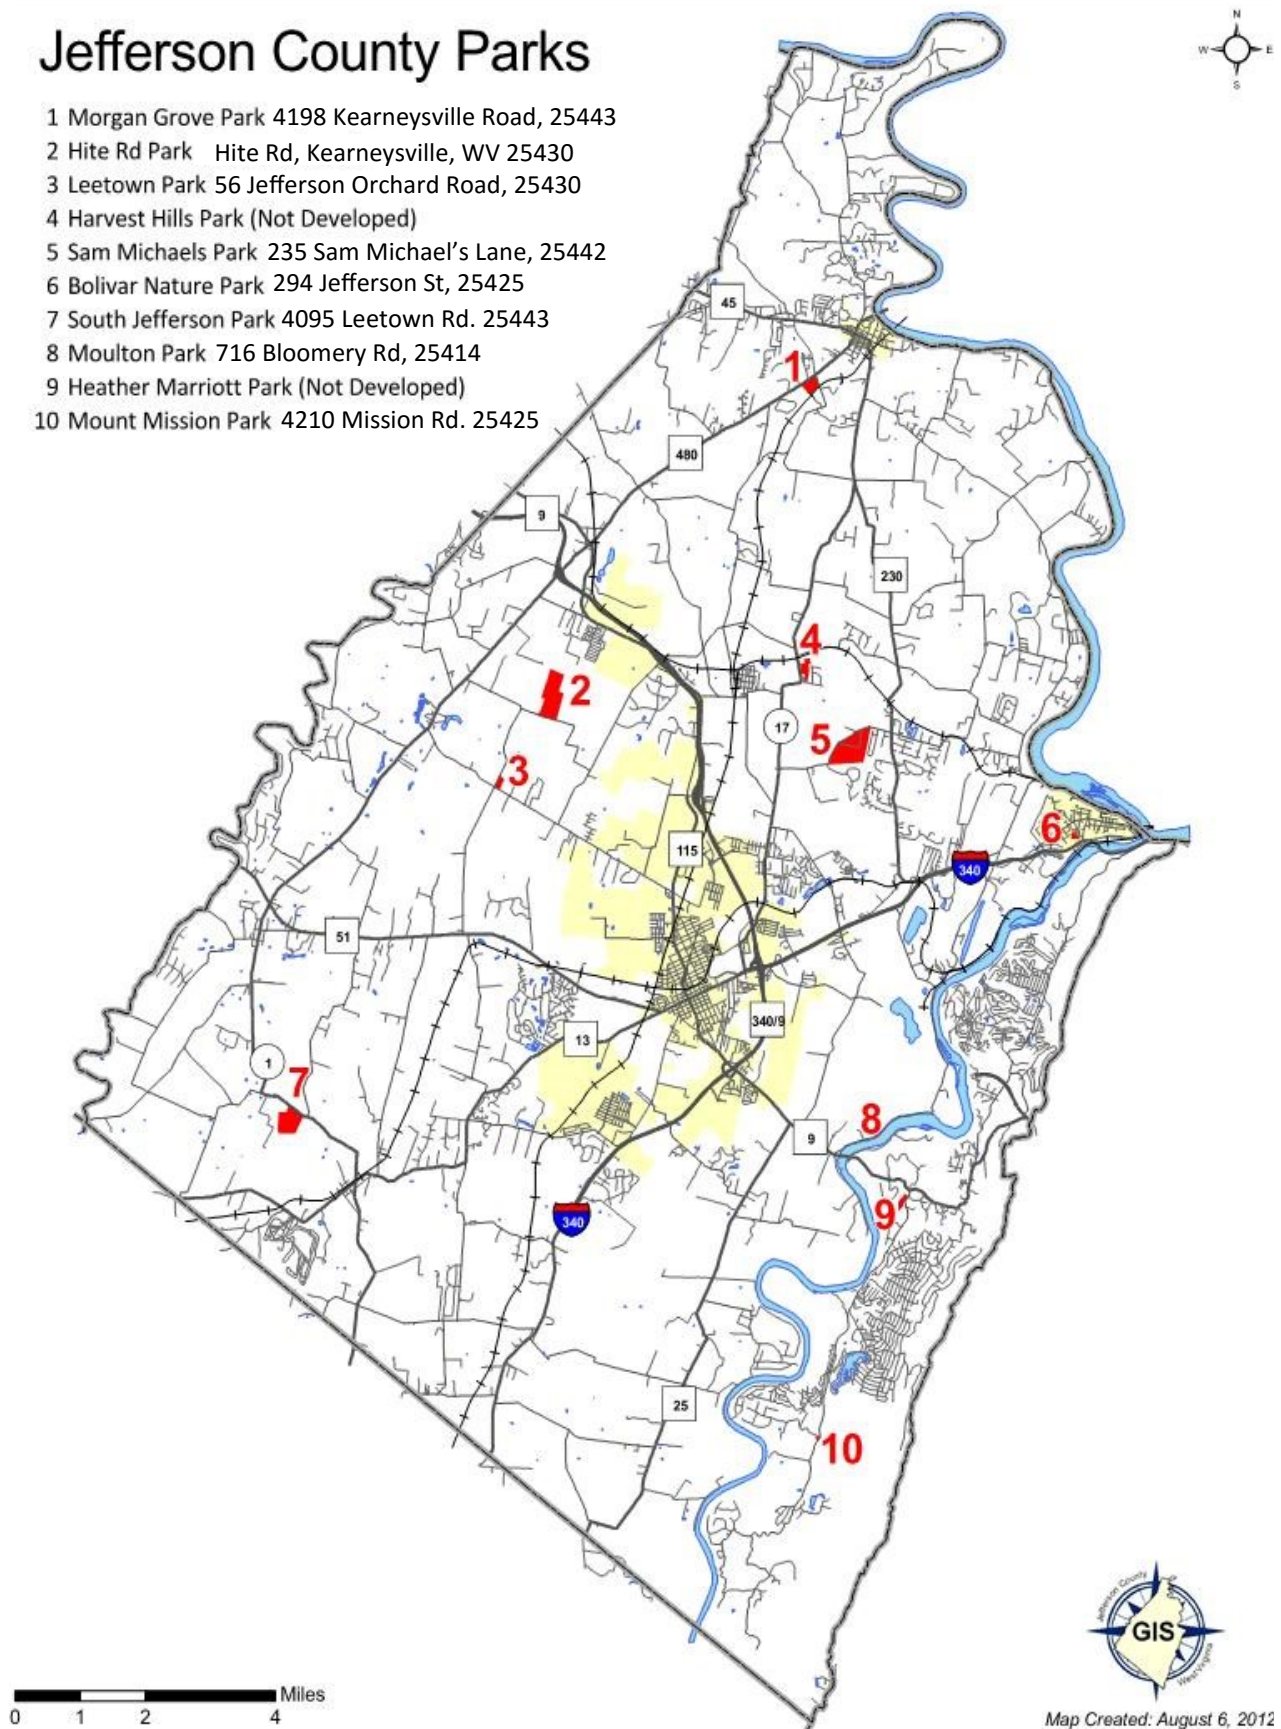 Jefferson County Parks
1 Morgan Grove Park 4198 Kearneysville Road, 25443
2 Hite Rd Park Hite Rd, Kearneysville, WV 25430
3 Leetown Park 56 Jefferson Orchard Road, 25430
4 Harvest Hills Park (Not Developed)
5 Sam Michaels Park 235 Sam Michael’s Lane, 25442
6 Bolivar Nature Park 294 Jefferson St, 25425
7 South Jefferson Park 4095 Leetown Rd. 25443
8 Moulton Park 716 Bloomery Rd, 25414
9 Heather Marriott Park (Not Developed)
10 Mount Mission Park 4210 Mission Rd. 25425
N
W E
S
45
1
480
9
230
4
2
17
5
3
6
115
340
51
340/9
13
1
7
8
9
9
340
25
10
Jefferson County
GIS
West Virginia
Miles
0 1 2 4
Map Created: August 6, 2012